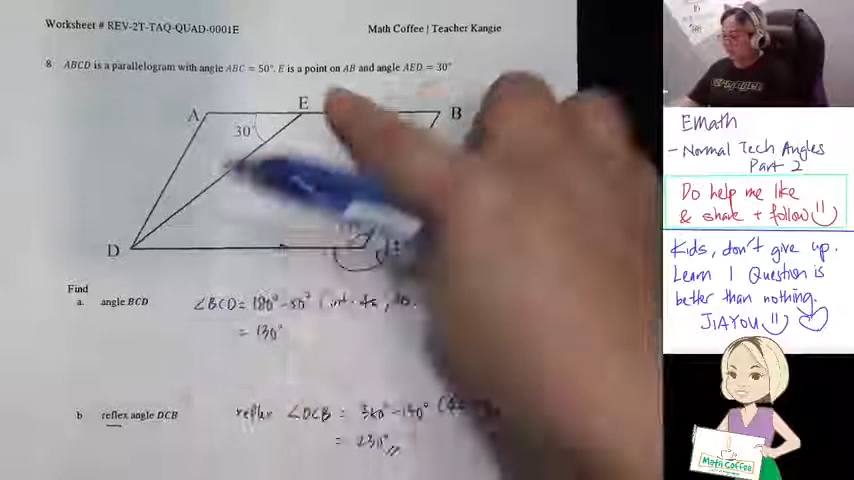 Worksheet # REV-2T-TAQ-QUAD-0001E
Math Coffee | Teacher Kangie
8 ABCD is a parallelogram with angle ABC = 50°. E is a point on AB and angle AED = 30°
A
E
B
30°
D
Find
a. angle BCD
∠BCD = 180° - 50° (int.
= 130°
b reflex angle DCB
reflex ∠DCB = 360° - 130°
= 230°
EMath
- Normal Tech Angles
Part 2
Do help me like
& share + follow
Kids, don't give up.
Learn 1 Question is
better than nothing.
JIAYOU
Math Coffee